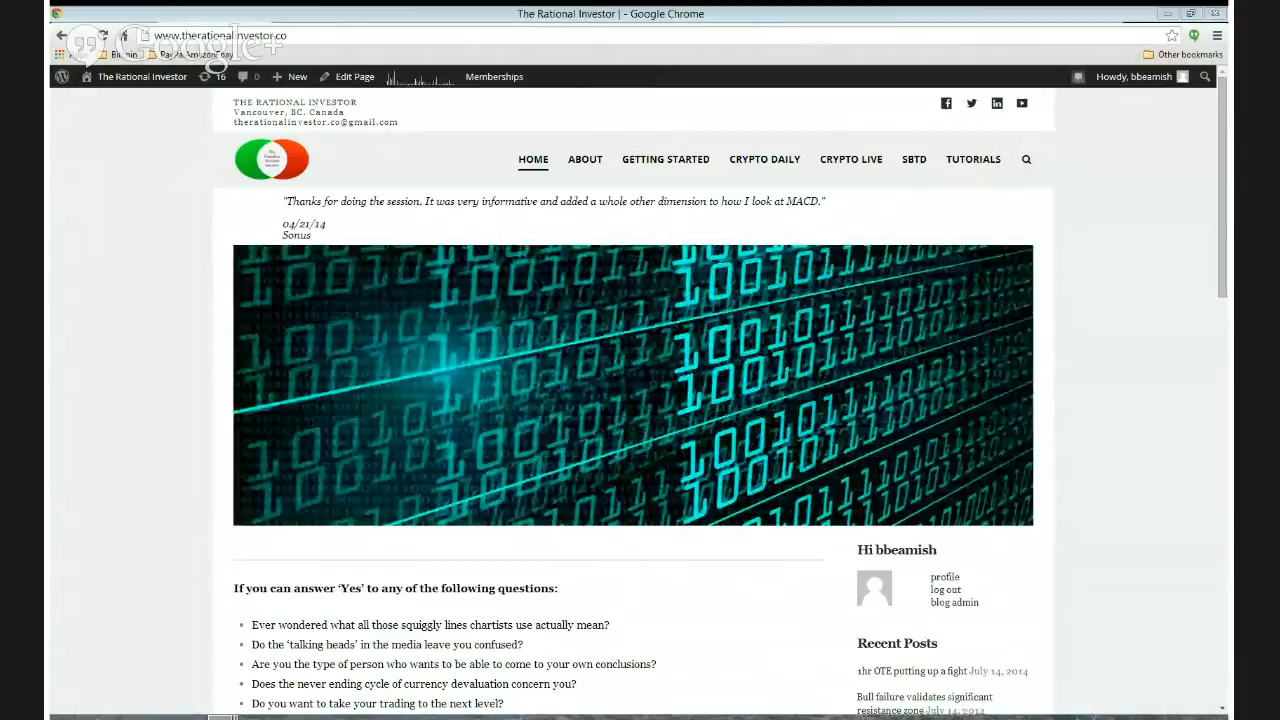 The Rational Investor | - Google Chrome
Google+
www.therationalinvestor.co
Bitcoin
Other bookmarks
The Rational Investor 16 0 New Edit Page Memberships Howdy, bbeamish
THE RATIONAL INVESTOR
Vancouver, BC. Canada
therationalinvestor.co@gmail.com
HOME ABOUT GETTING STARTED CRYPTO DAILY CRYPTO LIVE SBTD TUTORIALS
"Thanks for doing the session. It was very informative and added a whole other dimension to how I look at MACD."
04/21/14
Sonus
Hi bbeamish
profile
log out
blog admin
If you can answer ‘Yes’ to any of the following questions:
Ever wondered what all those squiggly lines chartists use actually mean?
Do the ‘talking heads’ in the media leave you confused?
Are you the type of person who wants to be able to come to your own conclusions?
Does the never ending cycle of currency devaluation concern you?
Do you want to take your trading to the next level?
Recent Posts
1hr OTE putting up a fight July 14, 2014
Bull failure validates significant
resistance zone July 14, 2014